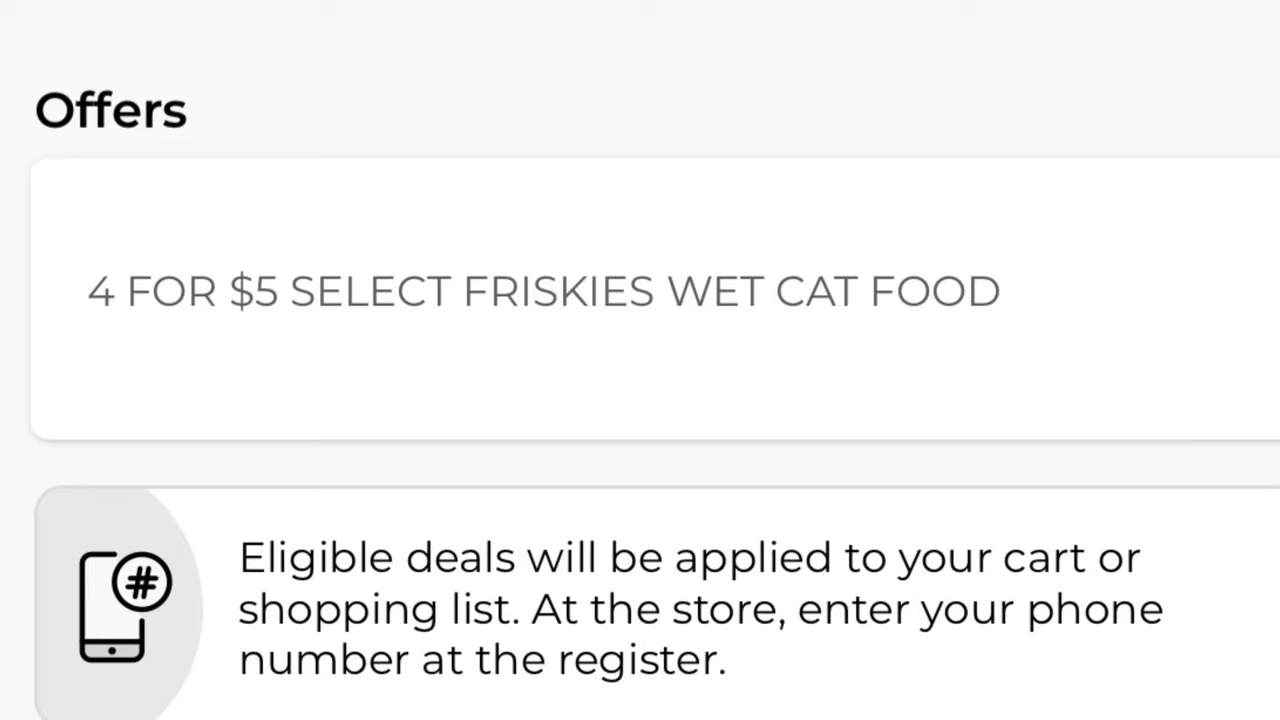 Offers
4 FOR $5 SELECT FRISKIES WET CAT FOOD
Eligible deals will be applied to your cart or
shopping list. At the store, enter your phone
number at the register.
#